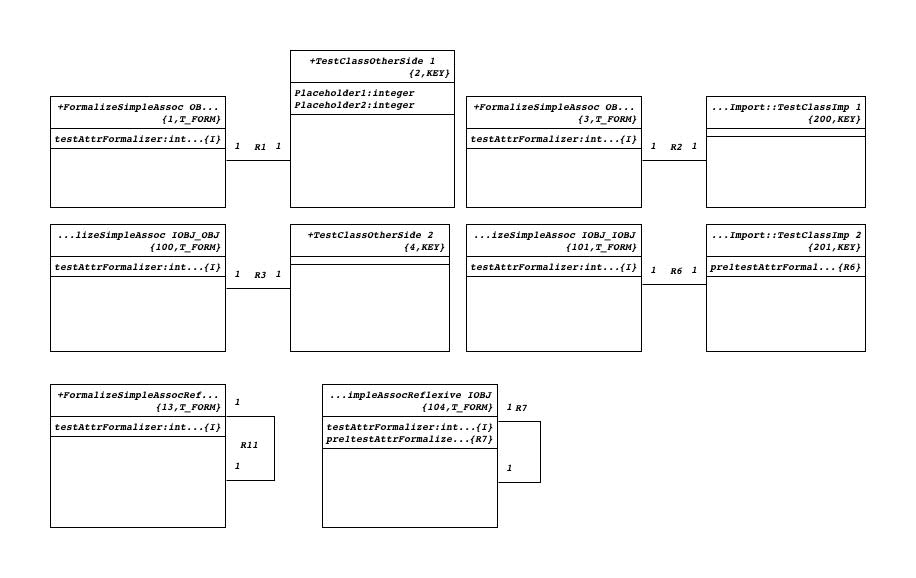 +TestClassOtherSide 1
{2,KEY}
Placeholder1:integer
Placeholder2:integer
+FormalizeSimpleAssoc OB...
{1,T_FORM}
testAttrFormalizer:int...{I}
1 R1 1
+FormalizeSimpleAssoc OB...
{3,T_FORM}
testAttrFormalizer:int...{I}
1 R2 1
...Import::TestClassImp 1
{200,KEY}
...lizeSimpleAssoc IOBJ_OBJ
{100,T_FORM}
testAttrFormalizer:int...{I}
1 R3 1
+TestClassOtherSide 2
{4,KEY}
...izeSimpleAssoc IOBJ_IOBJ
{101,T_FORM}
testAttrFormalizer:int...{I}
1 R6 1
...Import::TestClassImp 2
{201,KEY}
preltestAttrFormal...{R6}
+FormalizeSimpleAssocRef...
{13,T_FORM}
testAttrFormalizer:int...{I}
1
R11
1
...impleAssocReflexive IOBJ
{104,T_FORM}
testAttrFormalizer:int...{I}
preltestAttrFormalize...{R7}
1 R7
1